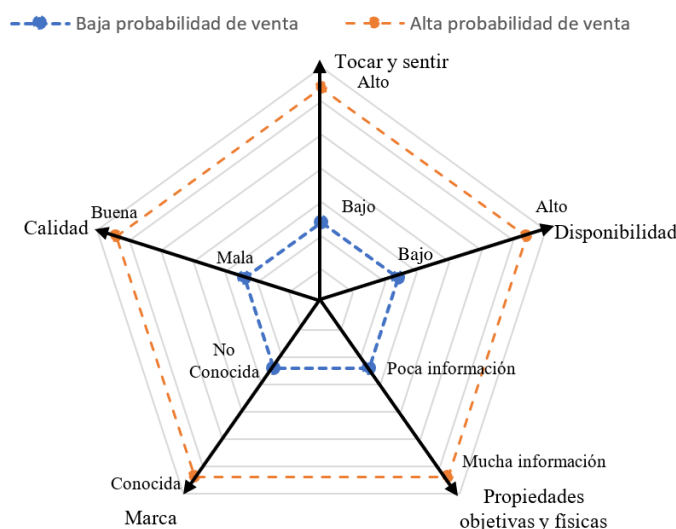 Baja probabilidad de venta
Alta probabilidad de venta
Tocar y sentir
Alto
Alto
Buena
Bajo
Calidad
Disponibilidad
Mala
Bajo
No
Conocida
Poca información
Mucha información
Conocida
Propiedades
objetivas y físicas
Marca